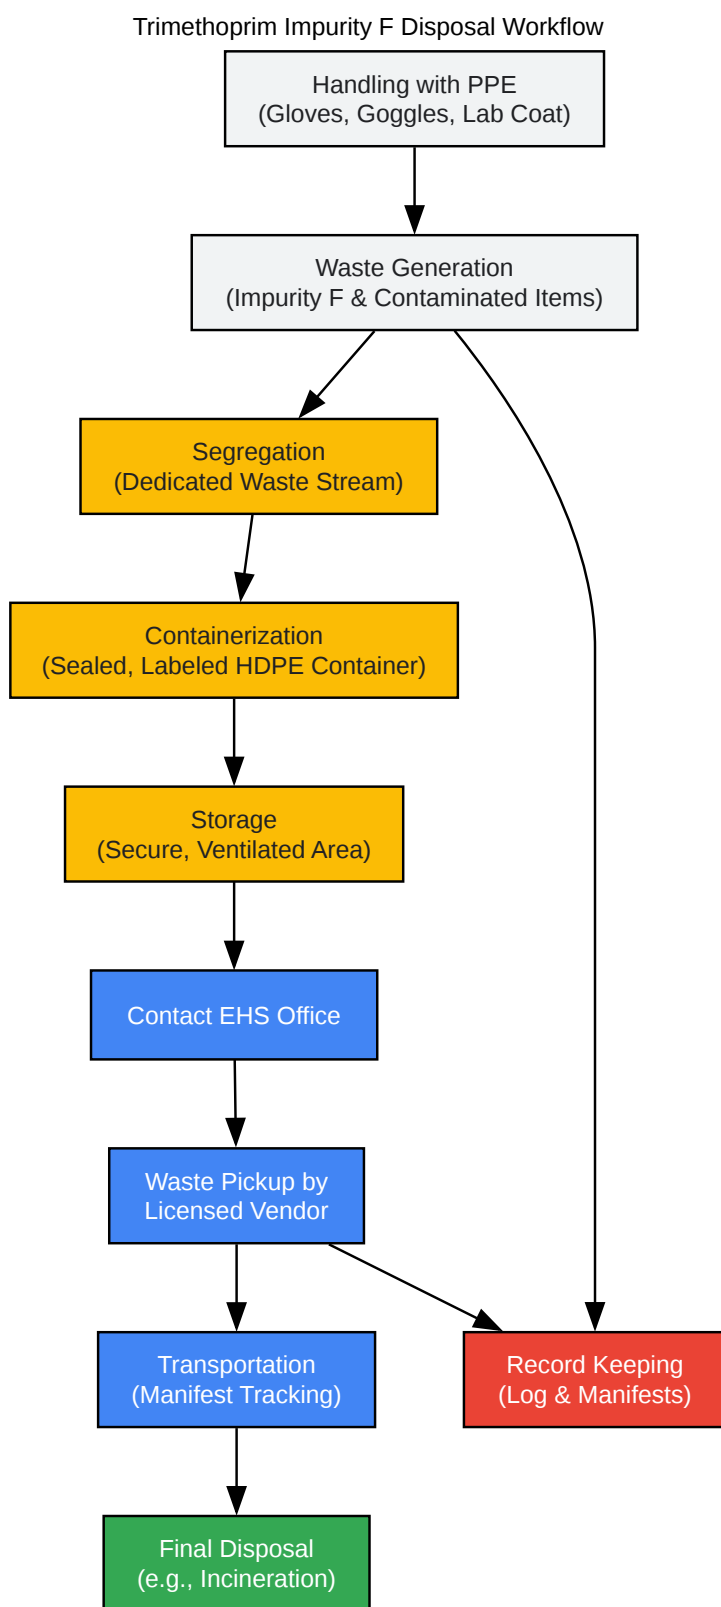 Trimethoprim Impurity F Disposal Workflow
Handling with PPE
(Gloves, Goggles, Lab Coat)
Waste Generation
(Impurity F & Contaminated Items)
Segregation
(Dedicated Waste Stream)
Containerization
(Sealed, Labeled HDPE Container)
Storage
(Secure, Ventilated Area)
Contact EHS Office
Waste Pickup by
Licensed Vendor
Transportation
(Manifest Tracking)
Record Keeping
(Log & Manifests)
Final Disposal
(e.g., Incineration)